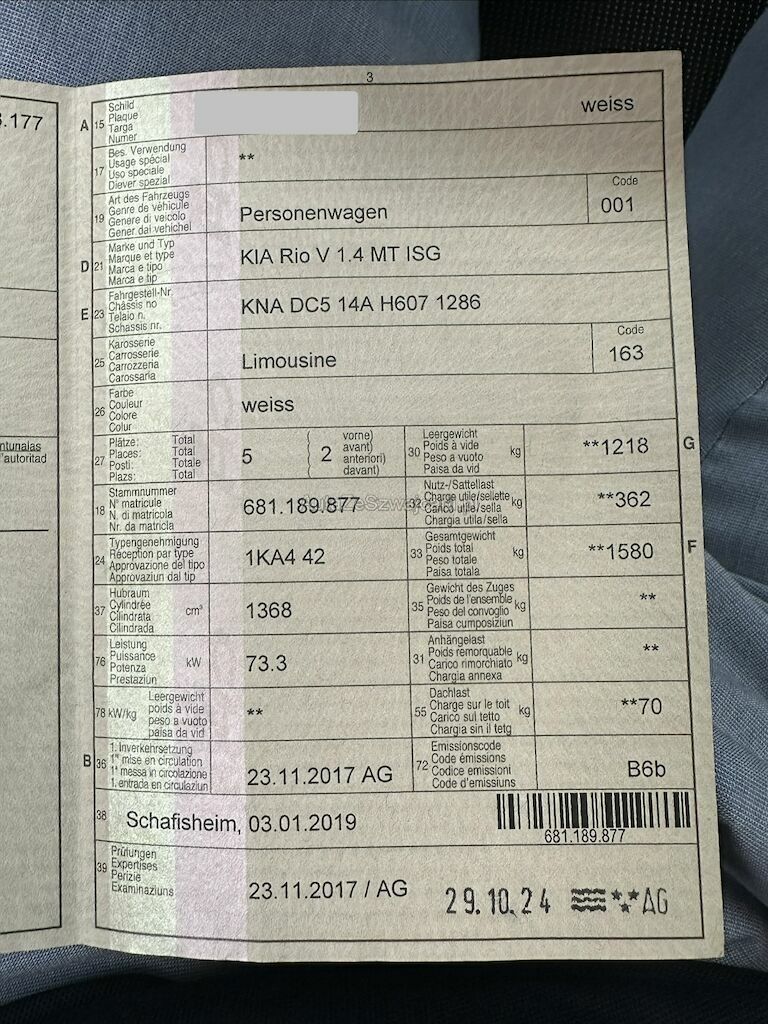 3
.177
A 15 Schild
Plaque
Targa
Numer
weiss
17 Bes. Verwendung
Usage spécial
Uso speciale
Diever spezial
**
19 Art des Fahrzeugs
Genre de véhicule
Genere di veicolo
Gener dal vehichel
Personenwagen
Code
001
D 21 Marke und Typ
Marque et type
Marca e tipo
Marca e tip
KIA Rio V 1.4 MT ISG
E 23 Fahrgestell-Nr.
Châssis no
Telaio n.
Schassis nr.
KNA DC5 14A H607 1286
25 Karosserie
Carrosserie
Carrozzeria
Carossaria
Limousine
Code
163
26 Farbe
Couleur
Colore
Colur
weiss
27 Plätze: Total
Places: Total
Posti: Totale
Plazs: Total
5
2
vorne)
avant)
anteriori)
davant)
30 Leergewicht
Poids à vide
Peso a vuoto
Paisa da vid
kg
**1218
G
18 Stammnummer
N° matricule
N. di matricola
Nr. da matricla
681.189.877
32 Nutz-/Sattellast
Charge utile/sellette
Carico utile/sella
Chargia utila/sella
kg
**362
24 Typengenehmigung
Réception par type
Approvazione del tipo
Approvaziun dal tip
1KA4 42
33 Gesamtgewicht
Poids total
Peso totale
Paisa totala
kg
**1580
F
37 Hubraum
Cylindrée
Cilindrata
Cilindrada
cm³
1368
35 Gewicht des Zuges
Poids de l'ensemble
Peso del convoglio
Paisa cumposiziun
kg
**
76 Leistung
Puissance
Potenza
Prestaziun
kW
73.3
31 Anhängelast
Poids remorquable
Carico rimorchiato
Chargia annexa
kg
**
78 kW/kg
Leergewicht
poids à vide
peso a vuoto
paisa da vid
**
55 Dachlast
Charge sur le toit
Carico sul tetto
Chargia sin il tetg
kg
**70
B 36 1. Inverkehrsetzung
1re mise en circulation
1a messa in circolazione
1. entrada en circulaziun
23.11.2017 AG
72 Emissionscode
Code émissions
Codice emissioni
Code d'emissiuns
B6b
38 Schafisheim, 03.01.2019
681.189.877
39 Prüfungen
Expertises
Perizie
Examinaziuns
23.11.2017 / AG
29.10.24 AG
ntunalas
l'autoritad